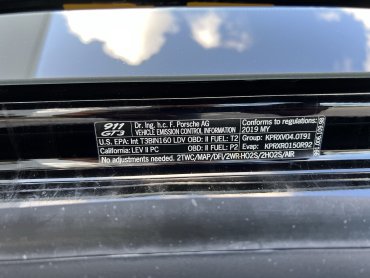 911 GT3
Dr. Ing. h.c. F. Porsche AG
VEHICLE EMISSION CONTROL INFORMATION
Conforms to regulations:
2019 MY
U.S. EPA: Int T3BIN160 LDV OBD: II FUEL: T2
California: LEV II PC OBD: II FUEL: P2
Group: KPRXV04.0T91
Evap: KPRXR0150R92
No adjustments needed. 2TWC/MAP/DFI/2WR-HO2S/2HO2S/AIR